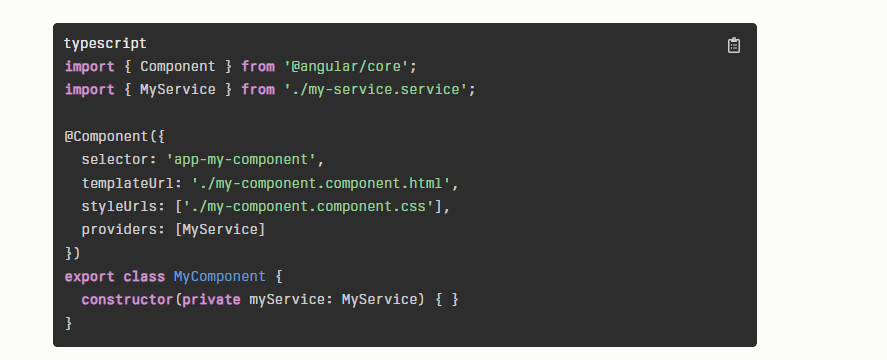 typescript
import { Component } from '@angular/core';
import { MyService } from './my-service.service';
@Component({
  selector: 'app-my-component',
  templateUrl: './my-component.component.html',
  styleUrls: ['./my-component.component.css'],
  providers: [MyService]
})
export class MyComponent {
  constructor(private myService: MyService) { }
}